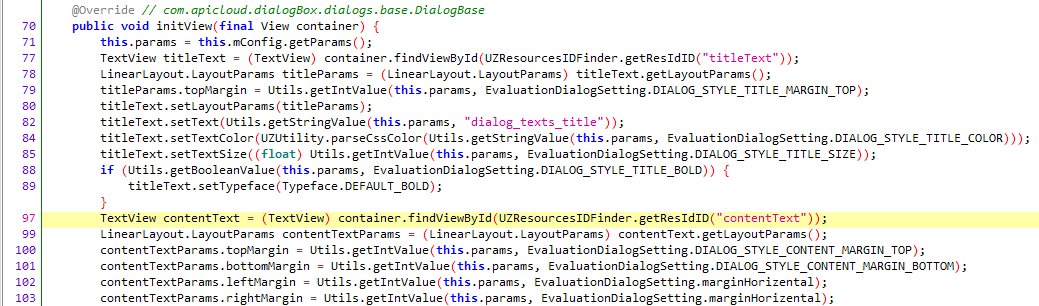 @Override // com.apicloud.dialogBox.dialogs.base.DialogBase
70 public void initView(final View container) {
71 this.params = this.mConfig.getParams();
77 TextView titleText = (TextView) container.findViewById(UZResourcesIDFinder.getResIdID("titleText"));
78 LinearLayout.LayoutParams titleParams = (LinearLayout.LayoutParams) titleText.getLayoutParams();
79 titleParams.topMargin = Utils.getIntValue(this.params, EvaluationDialogSetting.DIALOG_STYLE_TITLE_MARGIN_TOP);
80 titleText.setLayoutParams(titleParams);
82 titleText.setText(Utils.getStringValue(this.params, "dialog_texts_title"));
84 titleText.setTextColor(UZUtility.parseCssColor(Utils.getStringValue(this.params, EvaluationDialogSetting.DIALOG_STYLE_TITLE_COLOR)));
85 titleText.setTextSize((float) Utils.getIntValue(this.params, EvaluationDialogSetting.DIALOG_STYLE_TITLE_SIZE));
88 if (Utils.getBooleanValue(this.params, EvaluationDialogSetting.DIALOG_STYLE_TITLE_BOLD)) {
89 titleText.setTypeface(Typeface.DEFAULT_BOLD);
}
97 TextView contentText = (TextView) container.findViewById(UZResourcesIDFinder.getResIdID("contentText"));
99 LinearLayout.LayoutParams contentTextParams = (LinearLayout.LayoutParams) contentText.getLayoutParams();
100 contentTextParams.topMargin = Utils.getIntValue(this.params, EvaluationDialogSetting.DIALOG_STYLE_CONTENT_MARGIN_TOP);
101 contentTextParams.bottomMargin = Utils.getIntValue(this.params, EvaluationDialogSetting.DIALOG_STYLE_CONTENT_MARGIN_BOTTOM);
102 contentTextParams.leftMargin = Utils.getIntValue(this.params, EvaluationDialogSetting.marginHorizental);
103 contentTextParams.rightMargin = Utils.getIntValue(this.params, EvaluationDialogSetting.marginHorizental);